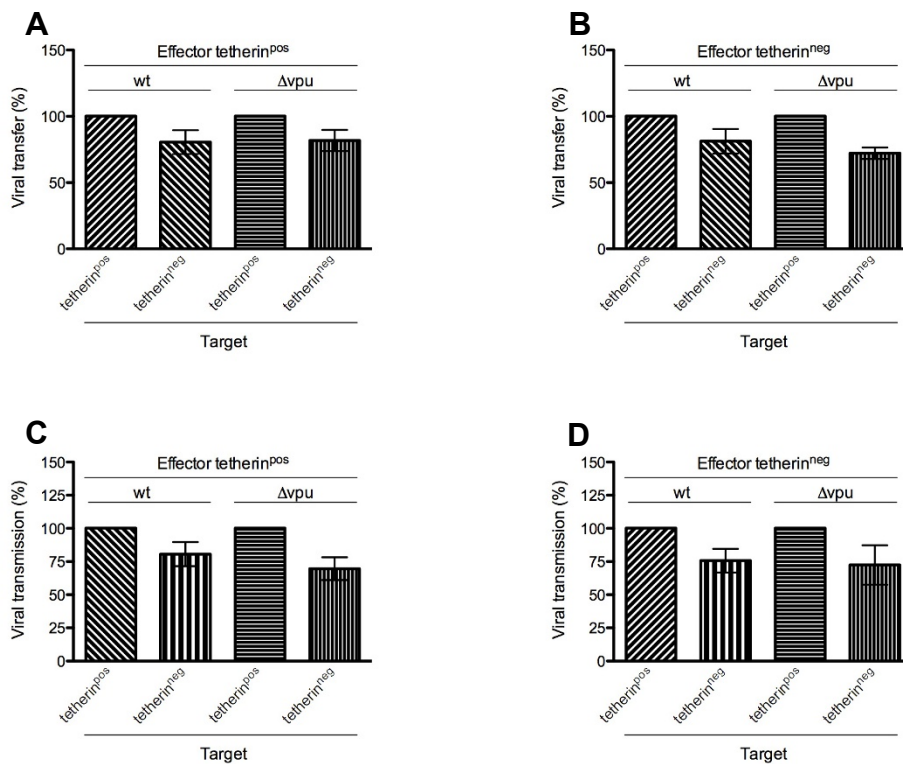 A
Effector tetherinpos
wt Δvpu
Viral transfer (%)
150
100
50
0
tetherinpos
tetherinneg
tetherinpos
tetherinneg
Target
B
Effector tetherinneg
wt Δvpu
Viral transfer (%)
150
100
50
0
tetherinpos
tetherinneg
tetherinpos
tetherinneg
Target
C
Effector tetherinpos
wt Δvpu
Viral transmission (%)
150
125
100
75
50
25
0
tetherinpos
tetherinneg
tetherinpos
tetherinneg
Target
D
Effector tetherinneg
wt Δvpu
Viral transmission (%)
150
125
100
75
50
25
0
tetherinpos
tetherinneg
tetherinpos
tetherinneg
Target